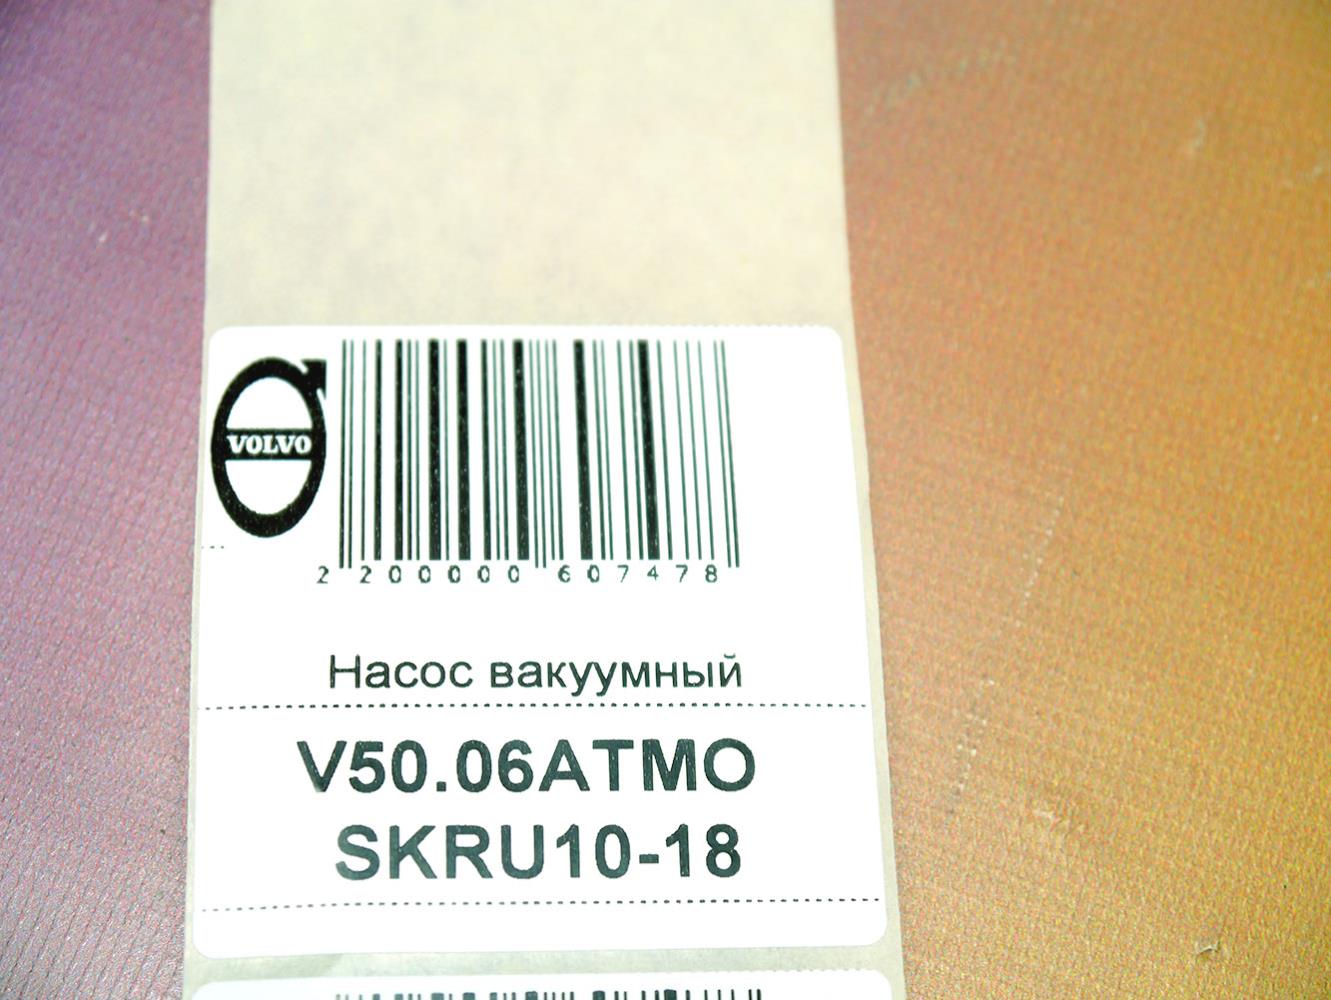 VOLVO
2 200000 607478
Насос вакуумный
V50.06ATMO
SKRU10-18